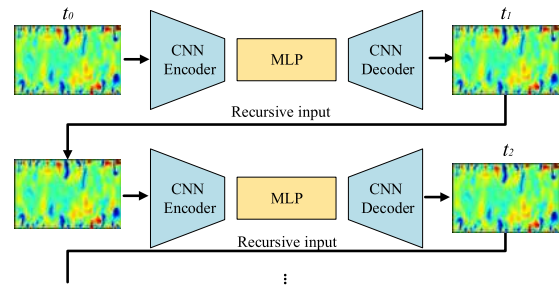 t0
t1
CNN
Encoder
MLP
CNN
Decoder
Recursive input
t2
CNN
Encoder
MLP
CNN
Decoder
Recursive input
...